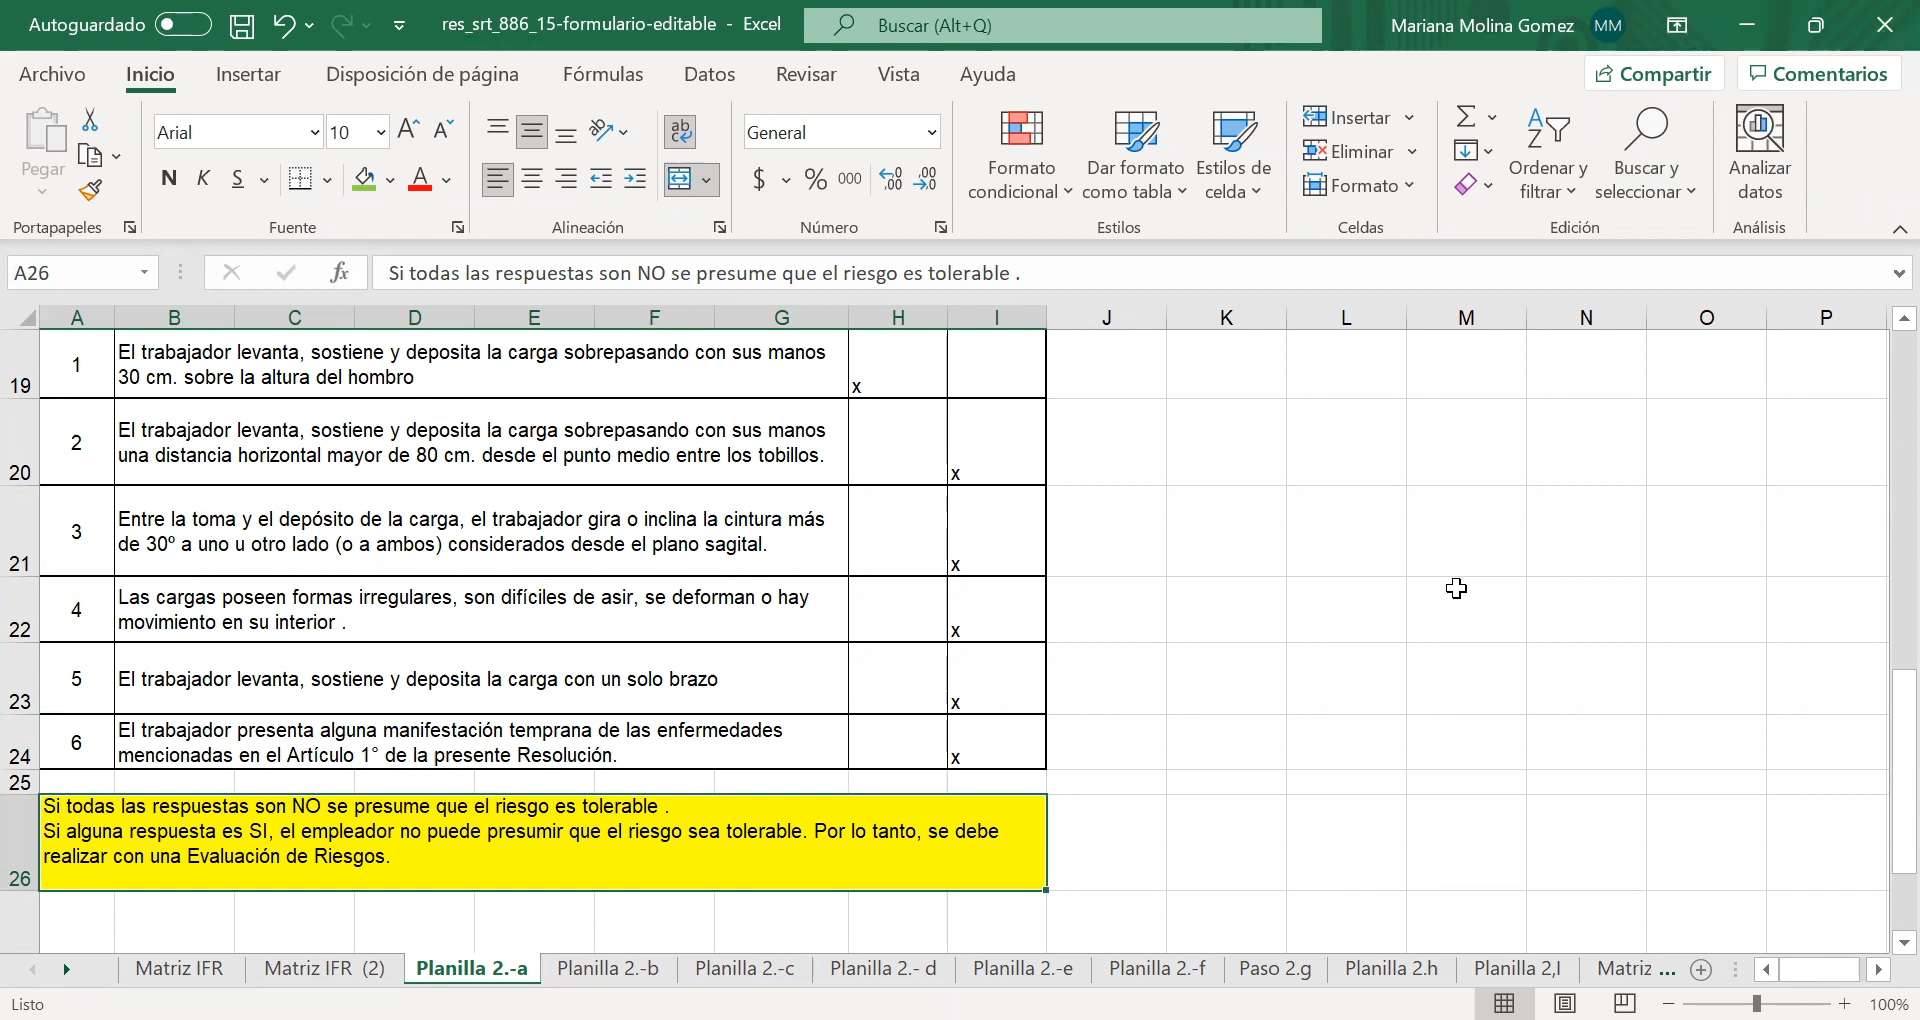 Autoguardado
res_srt_886_15-formulario-editable - Excel
Buscar (Alt+Q)
Mariana Molina Gomez MM
Archivo Inicio Insertar Disposición de página Fórmulas Datos Revisar Vista Ayuda
Compartir Comentarios
Pegar
Portapapeles
Arial 10
N K S
Fuente
ab
Alineación
General
$ % 000
Número
Formato condicional
Dar formato como tabla
Estilos de celda
Estilos
Insertar
Eliminar
Formato
Celdas
Ordenar y filtrar
Buscar y seleccionar
Edición
Analizar datos
Análisis
A26
fx
Si todas las respuestas son NO se presume que el riesgo es tolerable .
A B C D E F G H I J K L M N O P
19 1 El trabajador levanta, sostiene y deposita la carga sobrepasando con sus manos
30 cm. sobre la altura del hombro x
20 2 El trabajador levanta, sostiene y deposita la carga sobrepasando con sus manos
una distancia horizontal mayor de 80 cm. desde el punto medio entre los tobillos. x
21 3 Entre la toma y el depósito de la carga, el trabajador gira o inclina la cintura más
de 30º a uno u otro lado (o a ambos) considerados desde el plano sagital. x
22 4 Las cargas poseen formas irregulares, son difíciles de asir, se deforman o hay
movimiento en su interior . x
23 5 El trabajador levanta, sostiene y deposita la carga con un solo brazo x
24 6 El trabajador presenta alguna manifestación temprana de las enfermedades
mencionadas en el Artículo 1° de la presente Resolución. x
25
26 Si todas las respuestas son NO se presume que el riesgo es tolerable .
Si alguna respuesta es SI, el empleador no puede presumir que el riesgo sea tolerable. Por lo tanto, se debe
realizar con una Evaluación de Riesgos.
Matriz IFR Matriz IFR (2) Planilla 2.-a Planilla 2.-b Planilla 2.-c Planilla 2.- d Planilla 2.-e Planilla 2.-f Paso 2.g Planilla 2.h Planilla 2,I Matriz ...
Listo
100%